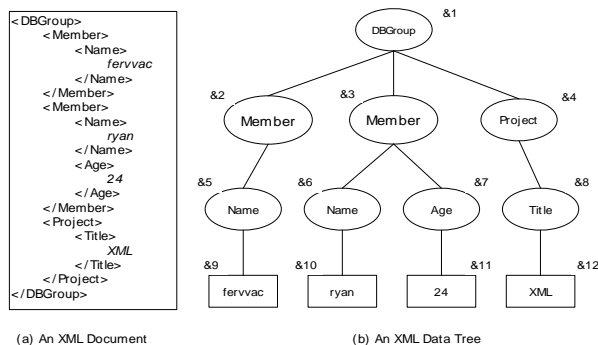 <DBGroup>
<Member>
<Name>
fervvac
</Name>
</Member>
<Member>
<Name>
ryan
</Name>
<Age>
24
</Age>
</Member>
<Project>
<Title>
XML
</Title>
</Project>
</DBGroup>
(a) An XML Document
&1
DBGroup
&2 &3 &4
Member Member Project
&5 &6 &7 &8
Name Name Age Title
&9 &10 &11 &12
fervvac ryan 24 XML
(b) An XML Data Tree